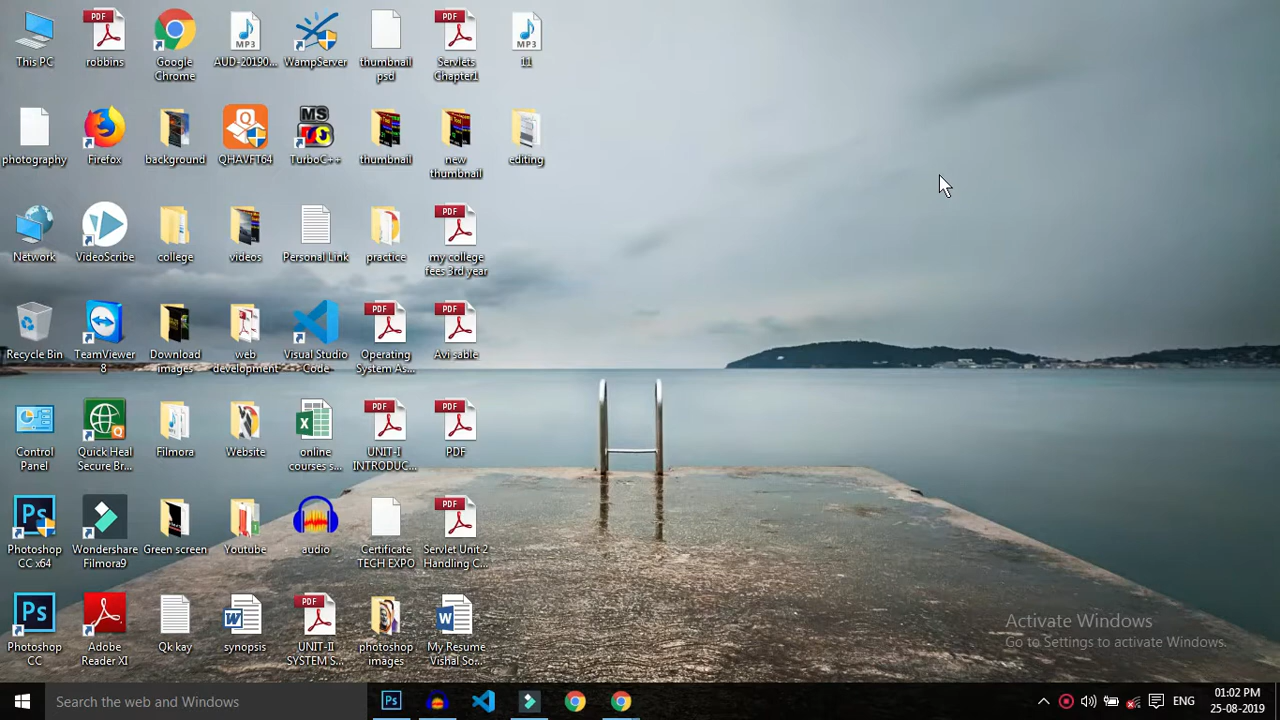 This PC
robbins
Google
Chrome
AUD-20190...
WampServer
thumbnail
psd
Servlets
Chapter1
11
photography
Firefox
background
QHAVFT64
TurboC++
thumbnail
new
thumbnail
editing
Network
VideoScribe
college
videos
Personal Link
practice
my college
fees 3rd year
Recycle Bin
TeamViewer
8
Download
images
web
development
Visual Studio
Code
Operating
System As...
Avi sable
Control
Panel
Quick Heal
Secure Br...
Filmora
Website
online
courses s...
UNIT-I
INTRODUC...
PDF
Photoshop
CC x64
Wondershare
Filmora9
Green screen
Youtube
audio
Certificate
TECH EXPO
Servlet Unit 2
Handling C...
Photoshop
CC
Adobe
Reader XI
Qk kay
synopsis
UNIT-II
SYSTEM S...
photoshop
images
My Resume
Vishal So...
Activate Windows
Go to Settings to activate Windows.
Search the web and Windows
ENG
01:02 PM
25-08-2019